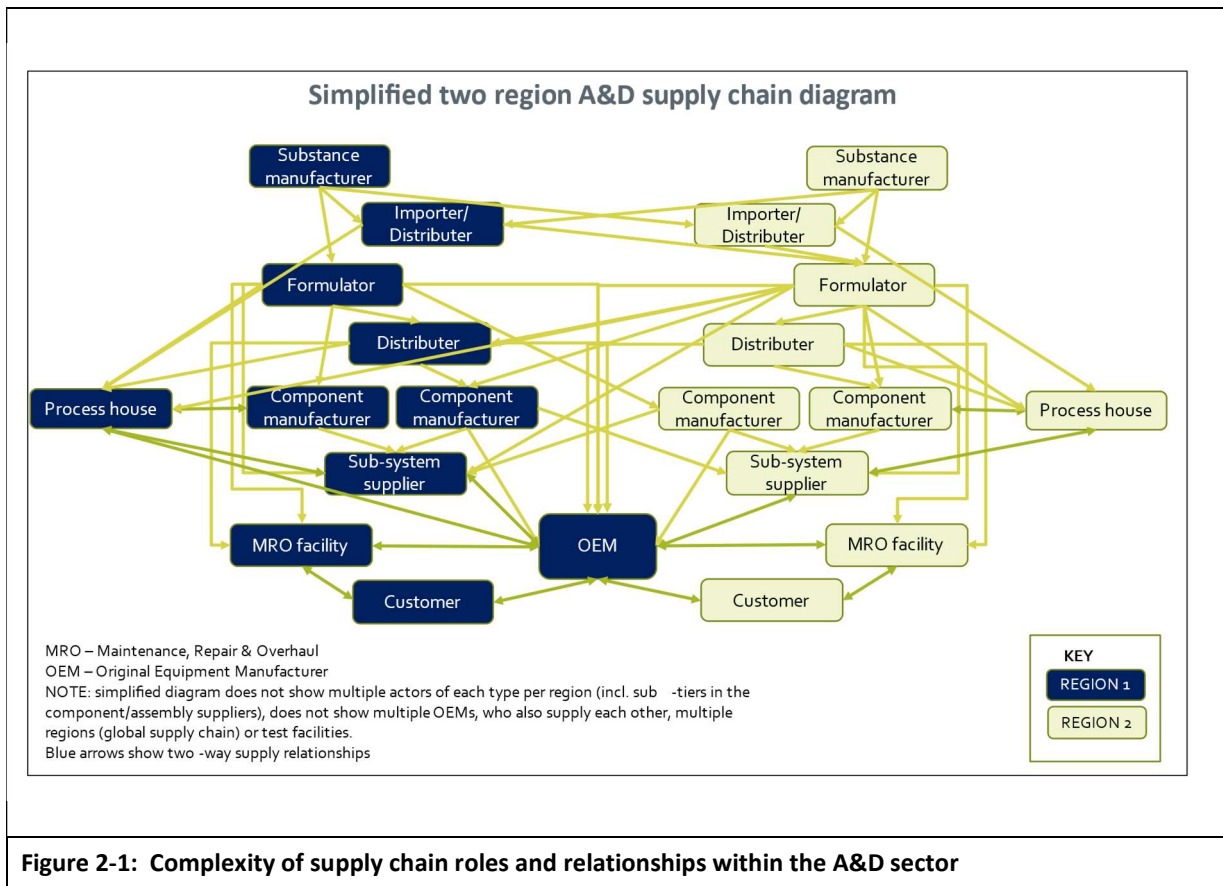 Simplified two region A&D supply chain diagram
Substance
manufacturer
Substance
manufacturer
Importer/
Distributer
Importer/
Distributer
Formulator
Formulator
Distributer
Distributer
Process house
Component
manufacturer
Component
manufacturer
Component
manufacturer
Component
manufacturer
Process house
Sub-system
supplier
Sub-system
supplier
MRO facility
OEM
MRO facility
Customer
Customer
MRO – Maintenance, Repair & Overhaul
OEM – Original Equipment Manufacturer
NOTE: simplified diagram does not show multiple actors of each type per region (incl. sub -tiers in the
component/assembly suppliers), does not show multiple OEMs, who also supply each other, multiple
regions (global supply chain) or test facilities.
Blue arrows show two -way supply relationships
KEY
REGION 1
REGION 2
Figure 2-1: Complexity of supply chain roles and relationships within the A&D sector